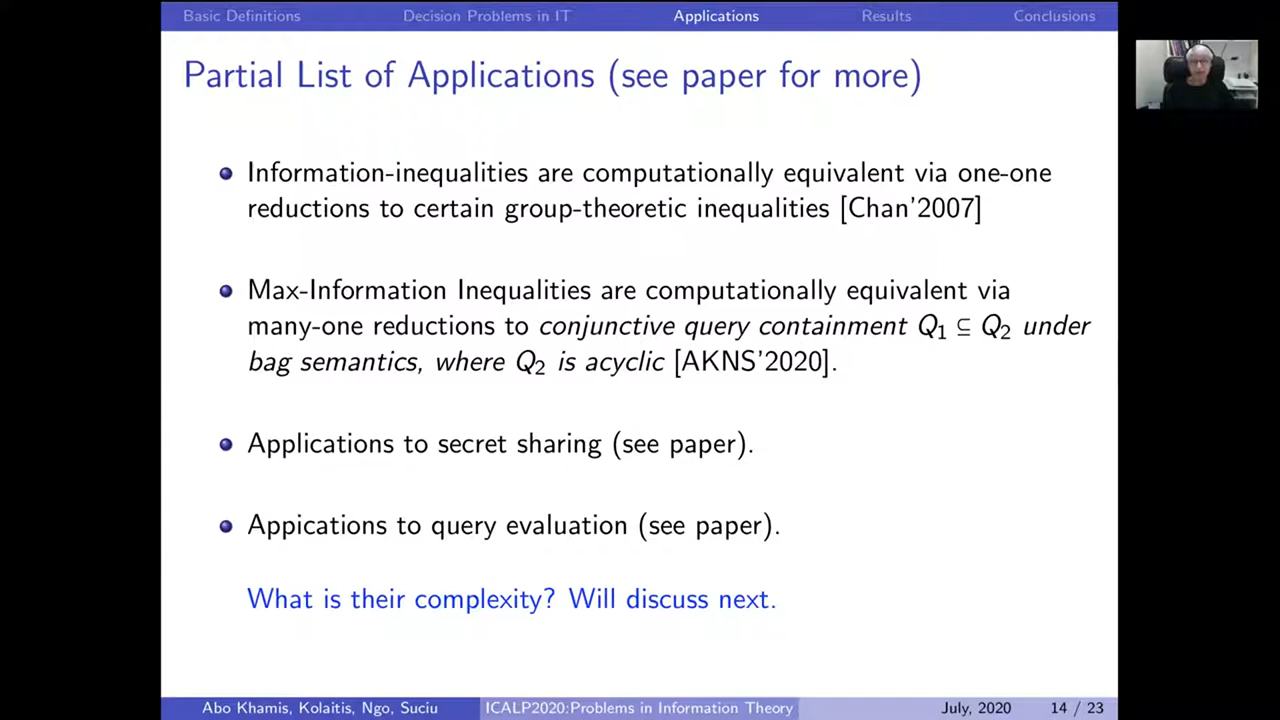 Basic Definitions Decision Problems in IT Applications Results Conclusions
Partial List of Applications (see paper for more)
Information-inequalities are computationally equivalent via one-one
reductions to certain group-theoretic inequalities [Chan'2007]
Max-Information Inequalities are computationally equivalent via
many-one reductions to conjunctive query containment Q₁ ⊆ Q₂ under
bag semantics, where Q₂ is acyclic [AKNS'2020].
Applications to secret sharing (see paper).
Appications to query evaluation (see paper).
What is their complexity? Will discuss next.
Abo Khamis, Kolaitis, Ngo, Suciu ICALP2020:Problems in Information Theory July, 2020 14 / 23